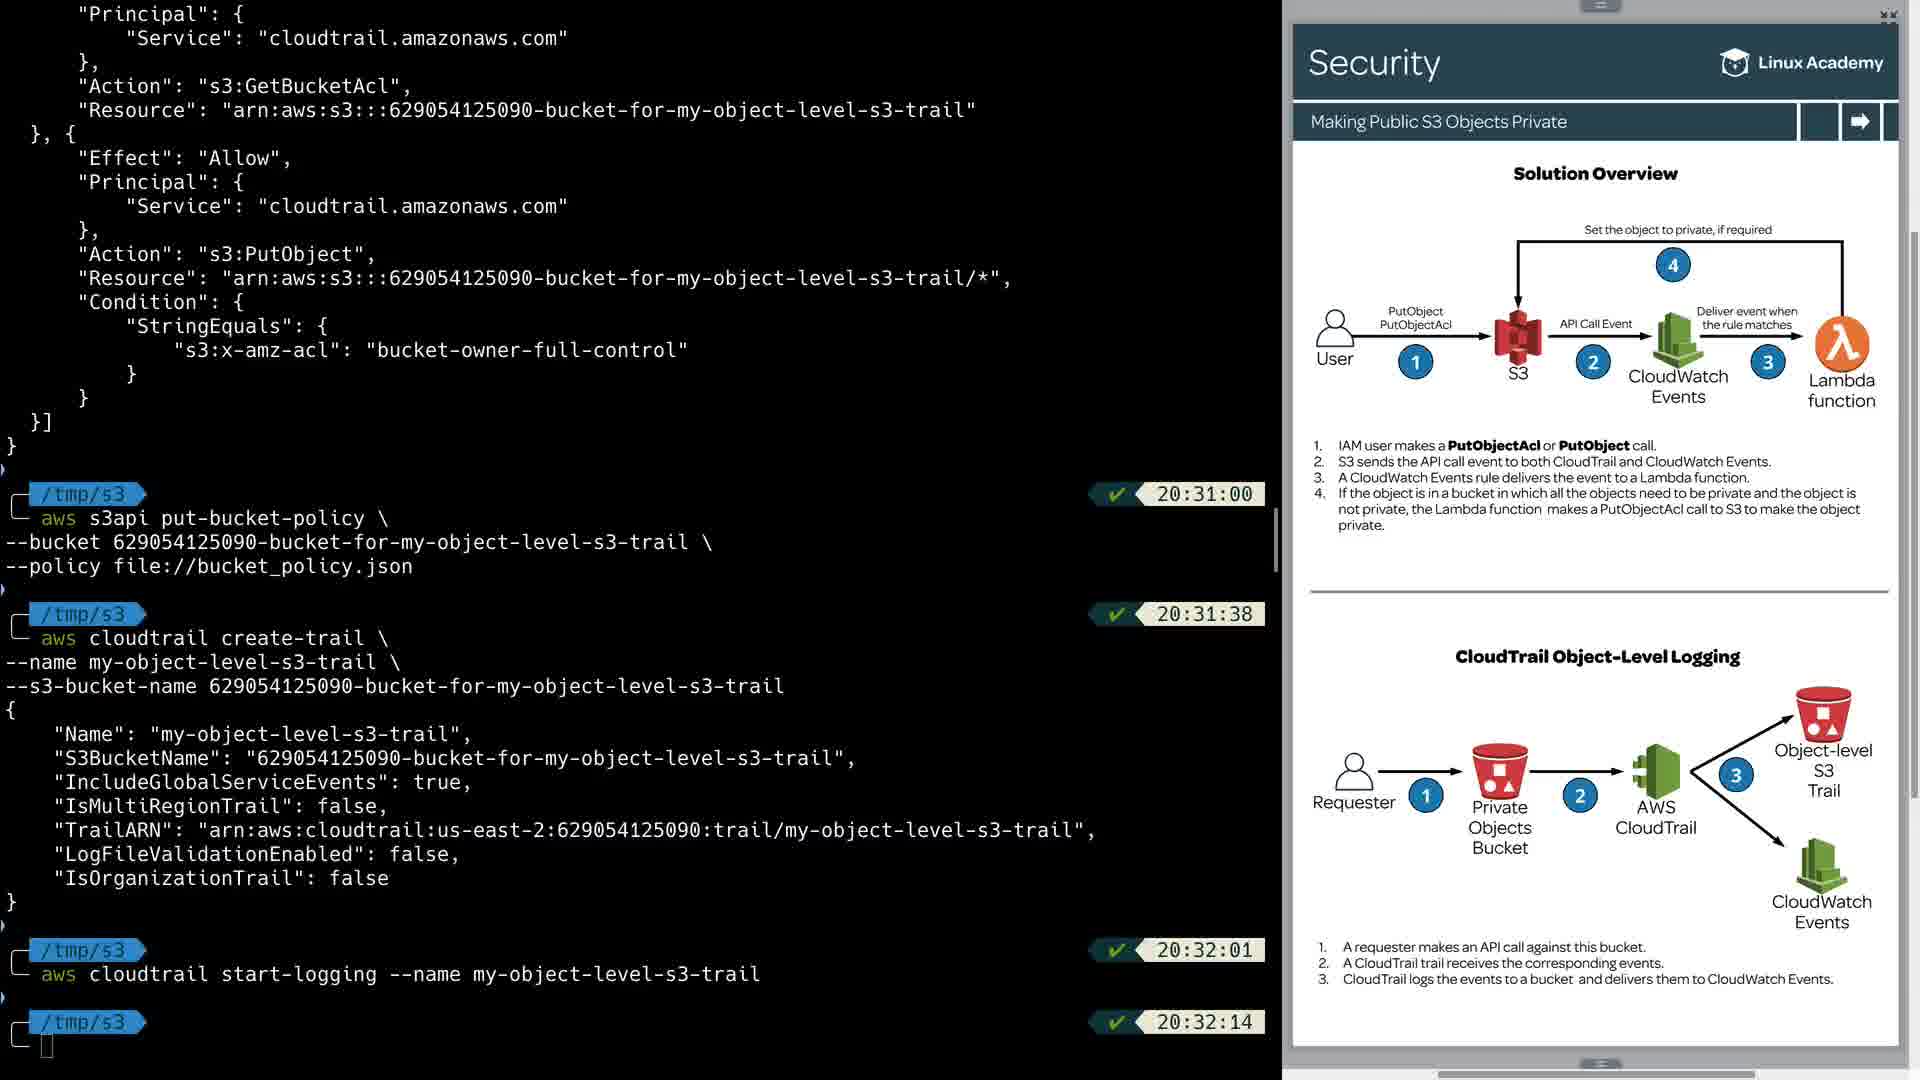 "Principal": {
"Service": "cloudtrail.amazonaws.com"
},
"Action": "s3:GetBucketAcl",
"Resource": "arn:aws:s3:::629054125090-bucket-for-my-object-level-s3-trail"
}, {
"Effect": "Allow",
"Principal": {
"Service": "cloudtrail.amazonaws.com"
},
"Action": "s3:PutObject",
"Resource": "arn:aws:s3:::629054125090-bucket-for-my-object-level-s3-trail/*",
"Condition": {
"StringEquals": {
"s3:x-amz-acl": "bucket-owner-full-control"
}
}
}]
}
/tmp/s3 ✔ 20:31:00
aws s3api put-bucket-policy \
--bucket 629054125090-bucket-for-my-object-level-s3-trail \
--policy file://bucket_policy.json
/tmp/s3 ✔ 20:31:38
aws cloudtrail create-trail \
--name my-object-level-s3-trail \
--s3-bucket-name 629054125090-bucket-for-my-object-level-s3-trail
{
"Name": "my-object-level-s3-trail",
"S3BucketName": "629054125090-bucket-for-my-object-level-s3-trail",
"IncludeGlobalServiceEvents": true,
"IsMultiRegionTrail": false,
"TrailARN": "arn:aws:cloudtrail:us-east-2:629054125090:trail/my-object-level-s3-trail",
"LogFileValidationEnabled": false,
"IsOrganizationTrail": false
}
/tmp/s3 ✔ 20:32:01
aws cloudtrail start-logging --name my-object-level-s3-trail
/tmp/s3 ✔ 20:32:14
Security
Linux Academy
Making Public S3 Objects Private
Solution Overview
Set the object to private, if required
4
PutObject
PutObjectAcl
API Call Event
Deliver event when
the rule matches
1
2
3
User
S3
CloudWatch
Events
Lambda
function
1. IAM user makes a PutObjectAcl or PutObject call.
2. S3 sends the API call event to both CloudTrail and CloudWatch Events.
3. A CloudWatch Events rule delivers the event to a Lambda function.
4. If the object is in a bucket in which all the objects need to be private and the object is
not private, the Lambda function makes a PutObjectAcl call to S3 to make the object
private.
CloudTrail Object-Level Logging
Requester
1
Private
Objects
Bucket
2
AWS
CloudTrail
3
Object-level
S3
Trail
CloudWatch
Events
1. A requester makes an API call against this bucket.
2. A CloudTrail trail receives the corresponding events.
3. CloudTrail logs the events to a bucket and delivers them to CloudWatch Events.